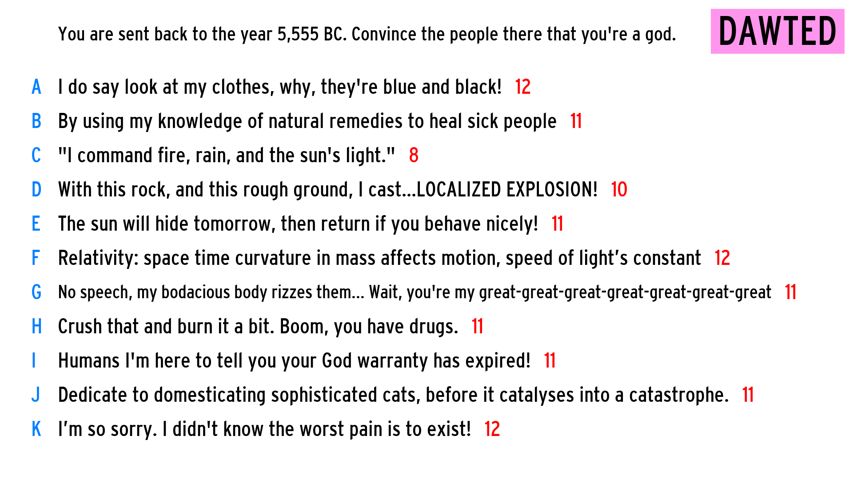 You are sent back to the year 5,555 BC. Convince the people there that you're a god.
DAWTED
A I do say look at my clothes, why, they're blue and black! 12
B By using my knowledge of natural remedies to heal sick people 11
C "I command fire, rain, and the sun's light." 8
D With this rock, and this rough ground, I cast...LOCALIZED EXPLOSION! 10
E The sun will hide tomorrow, then return if you behave nicely! 11
F Relativity: space time curvature in mass affects motion, speed of light’s constant 12
G No speech, my bodacious body rizzes them... Wait, you're my great-great-great-great-great-great-great 11
H Crush that and burn it a bit. Boom, you have drugs. 11
I Humans I'm here to tell you your God warranty has expired! 11
J Dedicate to domesticating sophisticated cats, before it catalyses into a catastrophe. 11
K I’m so sorry. I didn't know the worst pain is to exist! 12